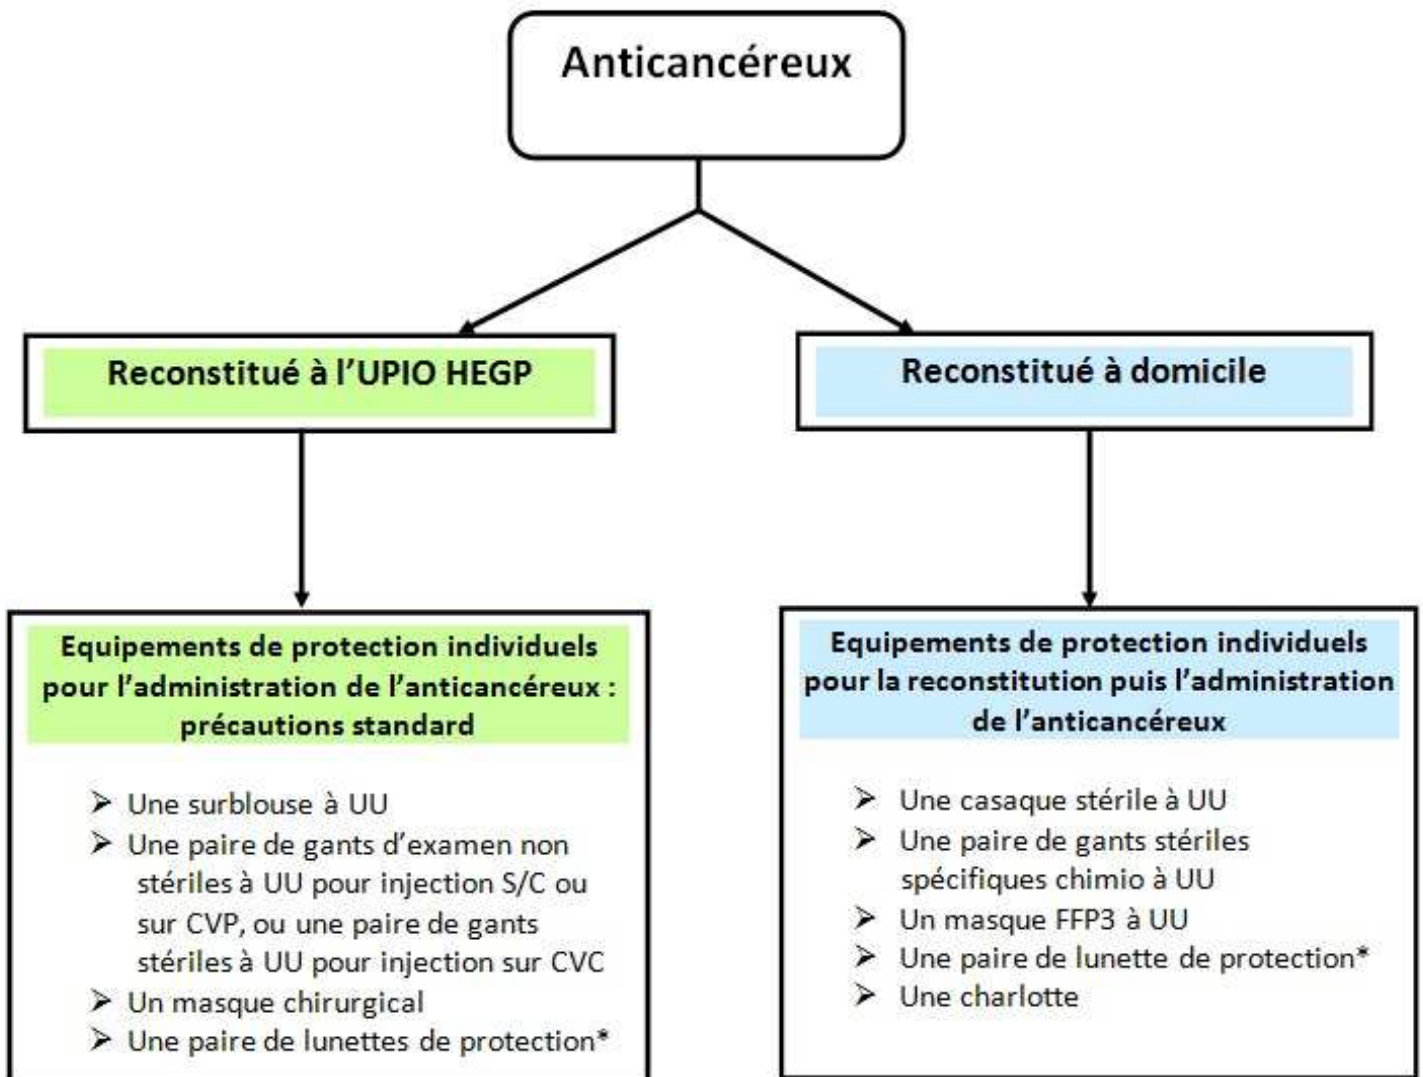 Anticancéreux
Reconstitué à l'UPIO HEGP
Reconstitué à domicile
Equipements de protection individuels
pour l'administration de l'anticancéreux :
précautions standard
➢ Une surblouse à UU
➢ Une paire de gants d'examen non
stériles à UU pour injection S/C ou
sur CVP, ou une paire de gants
stériles à UU pour injection sur CVC
➢ Un masque chirurgical
➢ Une paire de lunettes de protection*
Equipements de protection individuels
pour la reconstitution puis l'administration
de l'anticancéreux
➢ Une casaque stérile à UU
➢ Une paire de gants stériles
spécifiques chimio à UU
➢ Un masque FFP3 à UU
➢ Une paire de lunette de protection*
➢ Une charlotte